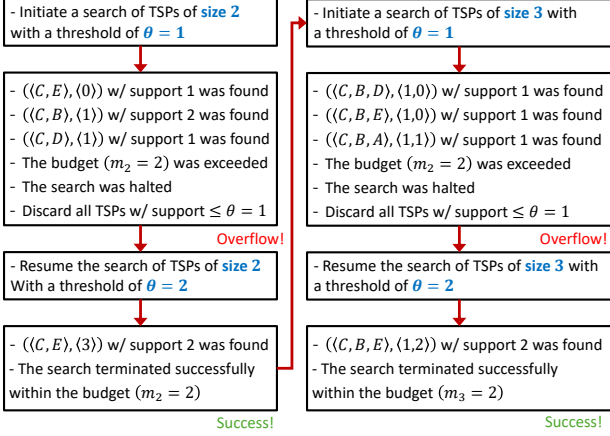 - Initiate a search of TSPs of size 2
with a threshold of θ = 1
- (⟨C, E⟩, ⟨0⟩) w/ support 1 was found
- (⟨C, B⟩, ⟨1⟩) w/ support 2 was found
- (⟨C, D⟩, ⟨1⟩) w/ support 1 was found
- The budget (m₂ = 2) was exceeded
- The search was halted
- Discard all TSPs w/ support ≤ θ = 1
Overflow!
- Resume the search of TSPs of size 2
With a threshold of θ = 2
- (⟨C, E⟩, ⟨3⟩) w/ support 2 was found
- The search terminated successfully
within the budget (m₂ = 2)
Success!
- Initiate a search of TSPs of size 3 with
a threshold of θ = 1
- (⟨C, B, D⟩, ⟨1,0⟩) w/ support 1 was found
- (⟨C, B, E⟩, ⟨1,0⟩) w/ support 1 was found
- (⟨C, B, A⟩, ⟨1,1⟩) w/ support 1 was found
- The budget (m₂ = 2) was exceeded
- The search was halted
- Discard all TSPs w/ support ≤ θ = 1
Overflow!
- Resume the search of TSPs of size 3 with
a threshold of θ = 2
- (⟨C, B, E⟩, ⟨1,2⟩) w/ support 2 was found
- The search terminated successfully
within the budget (m₃ = 2)
Success!